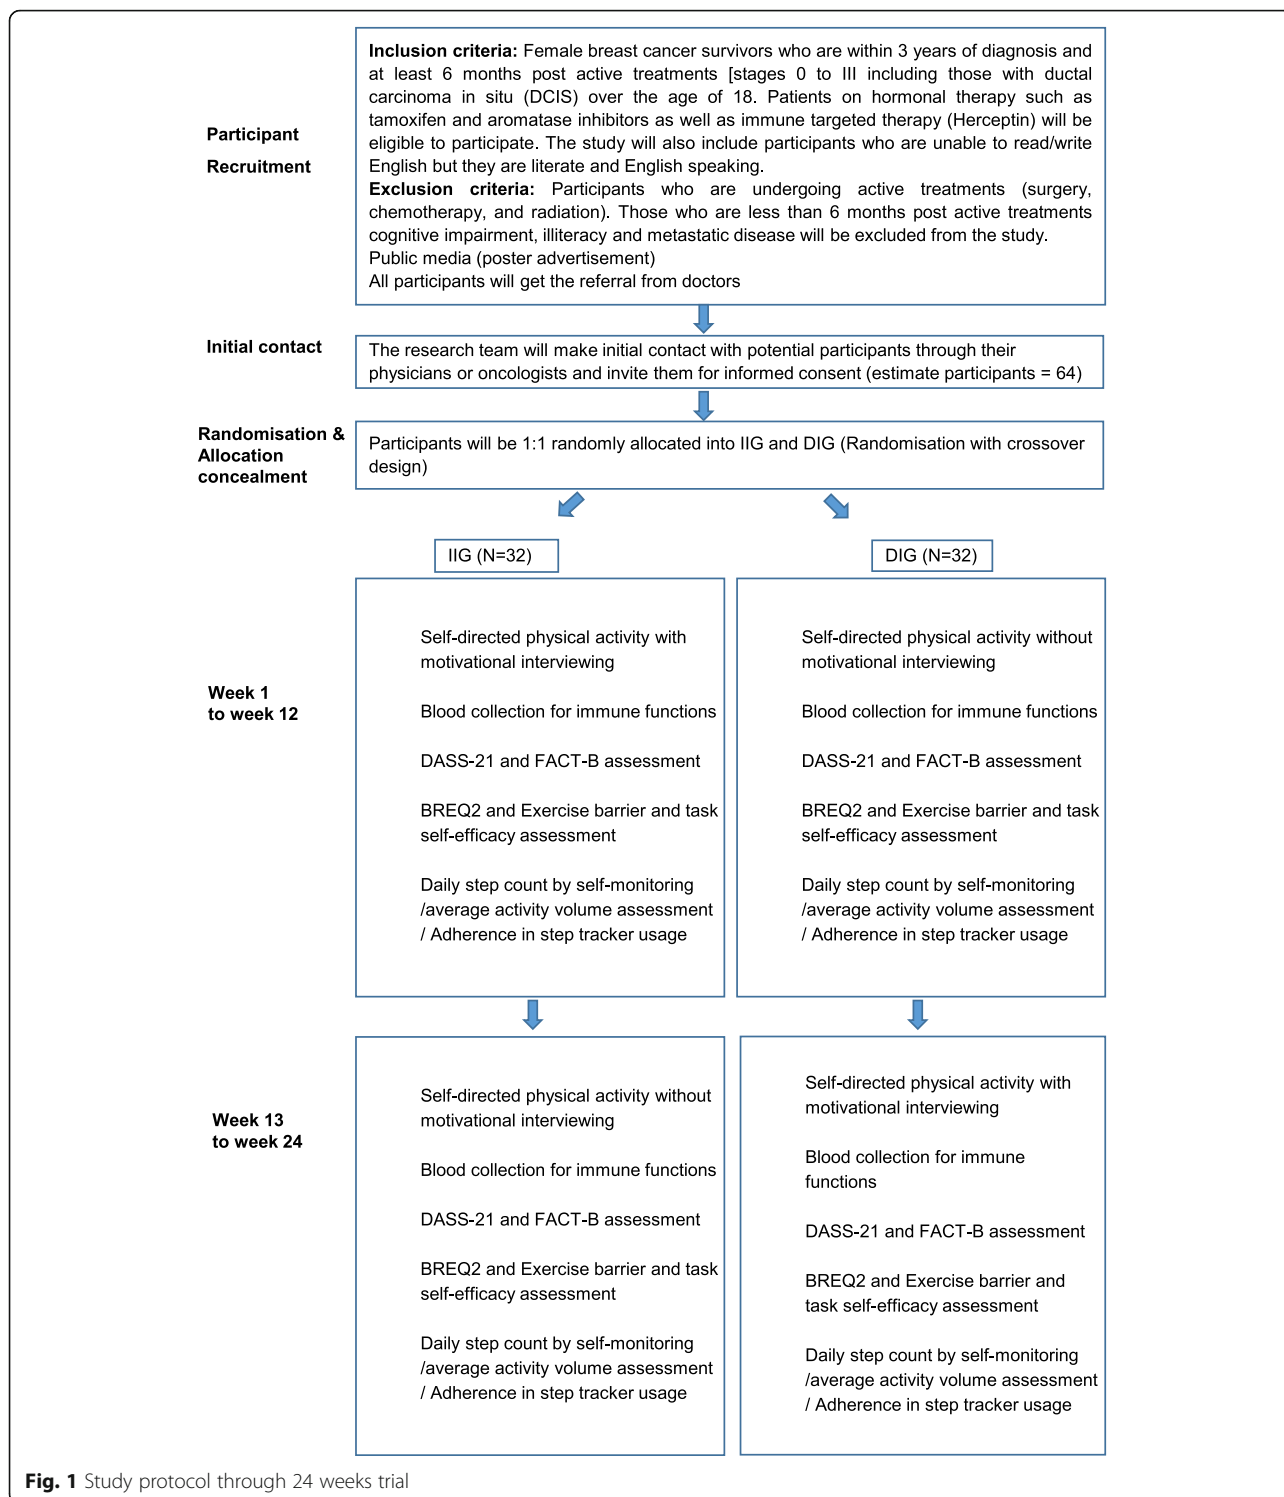 Participant
Recruitment
Inclusion criteria: Female breast cancer survivors who are within 3 years of diagnosis and
at least 6 months post active treatments [stages 0 to III including those with ductal
carcinoma in situ (DCIS) over the age of 18. Patients on hormonal therapy such as
tamoxifen and aromatase inhibitors as well as immune targeted therapy (Herceptin) will be
eligible to participate. The study will also include participants who are unable to read/write
English but they are literate and English speaking.
Exclusion criteria: Participants who are undergoing active treatments (surgery,
chemotherapy, and radiation). Those who are less than 6 months post active treatments
cognitive impairment, illiteracy and metastatic disease will be excluded from the study.
Public media (poster advertisement)
All participants will get the referral from doctors
Initial contact
The research team will make initial contact with potential participants through their
physicians or oncologists and invite them for informed consent (estimate participants = 64)
Randomisation &
Allocation
concealment
Participants will be 1:1 randomly allocated into IIG and DIG (Randomisation with crossover
design)
IIG (N=32)
DIG (N=32)
Week 1
to week 12
Self-directed physical activity with
motivational interviewing
Blood collection for immune functions
DASS-21 and FACT-B assessment
BREQ2 and Exercise barrier and task
self-efficacy assessment
Daily step count by self-monitoring
/average activity volume assessment
/ Adherence in step tracker usage
Self-directed physical activity without
motivational interviewing
Blood collection for immune functions
DASS-21 and FACT-B assessment
BREQ2 and Exercise barrier and task
self-efficacy assessment
Daily step count by self-monitoring
/average activity volume assessment
/ Adherence in step tracker usage
Week 13
to week 24
Self-directed physical activity without
motivational interviewing
Blood collection for immune functions
DASS-21 and FACT-B assessment
BREQ2 and Exercise barrier and task
self-efficacy assessment
Daily step count by self-monitoring
/average activity volume assessment
/ Adherence in step tracker usage
Self-directed physical activity with
motivational interviewing
Blood collection for immune
functions
DASS-21 and FACT-B assessment
BREQ2 and Exercise barrier and
task self-efficacy assessment
Daily step count by self-monitoring
/average activity volume assessment
/ Adherence in step tracker usage
Fig. 1 Study protocol through 24 weeks trial